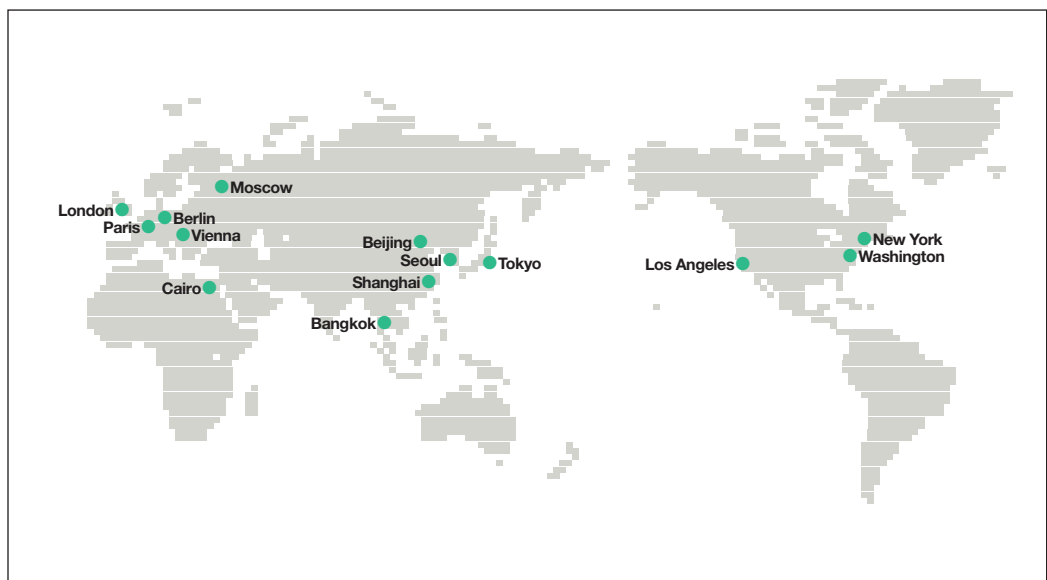 Moscow
London
Berlin
Paris
Vienna
Beijing
New York
Seoul
Washington
Tokyo
Los Angeles
Shanghai
Cairo
Bangkok